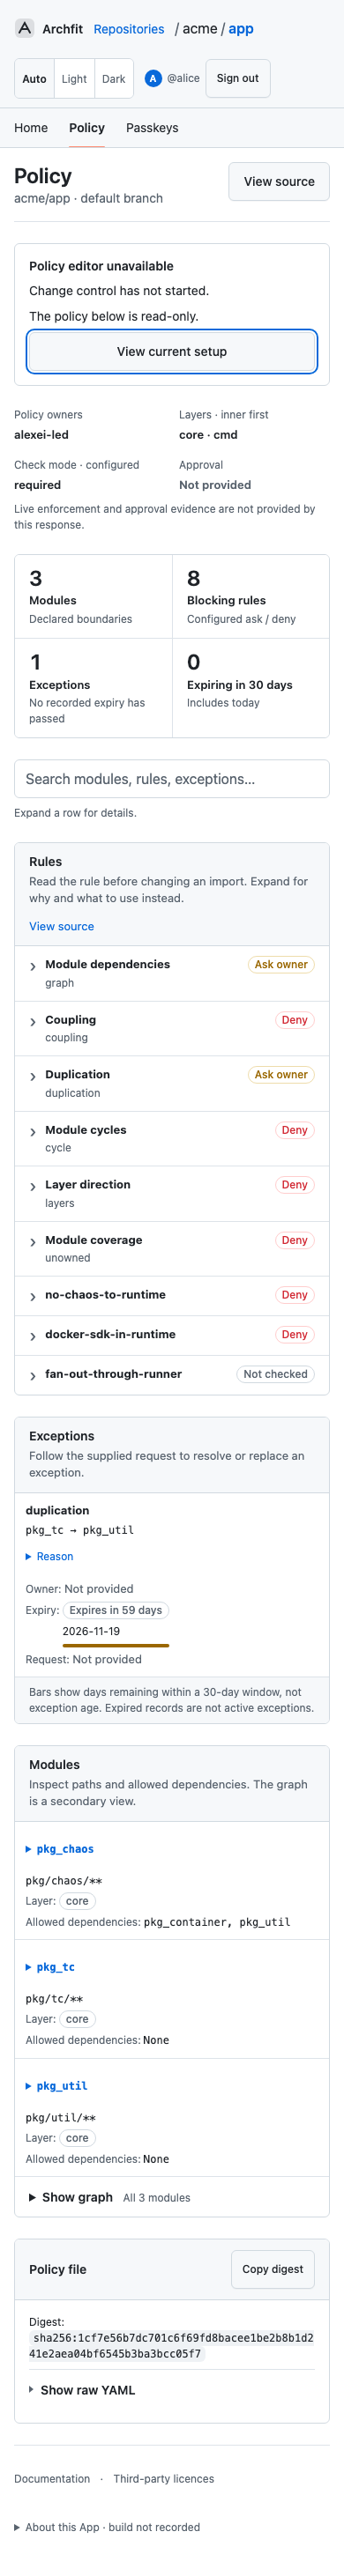 Archfit Repositories / acme / app
Auto Light Dark A @alice Sign out
Home Policy Passkeys
Policy
acme/app · default branch
View source
Policy editor unavailable
Change control has not started.
The policy below is read-only.
View current setup
Policy owners
alexei-led
Layers · inner first
core · cmd
Check mode · configured
required
Approval
Not provided
Live enforcement and approval evidence are not provided by
this response.
3
Modules
Declared boundaries
8
Blocking rules
Configured ask / deny
1
Exceptions
No recorded expiry has
passed
0
Expiring in 30 days
Includes today
Search modules, rules, exceptions...
Expand a row for details.
Rules
Read the rule before changing an import. Expand for
why and what to use instead.
View source
Module dependencies Ask owner
graph
Coupling Deny
coupling
Duplication Ask owner
duplication
Module cycles Deny
cycle
Layer direction Deny
layers
Module coverage Deny
unowned
no-chaos-to-runtime Deny
docker-sdk-in-runtime Deny
fan-out-through-runner Not checked
Exceptions
Follow the supplied request to resolve or replace an
exception.
duplication
pkg_tc → pkg_util
Reason
Owner: Not provided
Expiry: Expires in 59 days
2026-11-19
Request: Not provided
Bars show days remaining within a 30-day window, not
exception age. Expired records are not active exceptions.
Modules
Inspect paths and allowed dependencies. The graph
is a secondary view.
pkg_chaos
pkg/chaos/**
Layer: core
Allowed dependencies: pkg_container, pkg_util
pkg_tc
pkg/tc/**
Layer: core
Allowed dependencies: None
pkg_util
pkg/util/**
Layer: core
Allowed dependencies: None
Show graph All 3 modules
Policy file
Copy digest
Digest:
sha256:1cf7e56b7dc701c6f69fd8bacee1be2b8b1d2
41e2aea04bf6545b3ba3bcc05f7
Show raw YAML
Documentation · Third-party licences
About this App · build not recorded